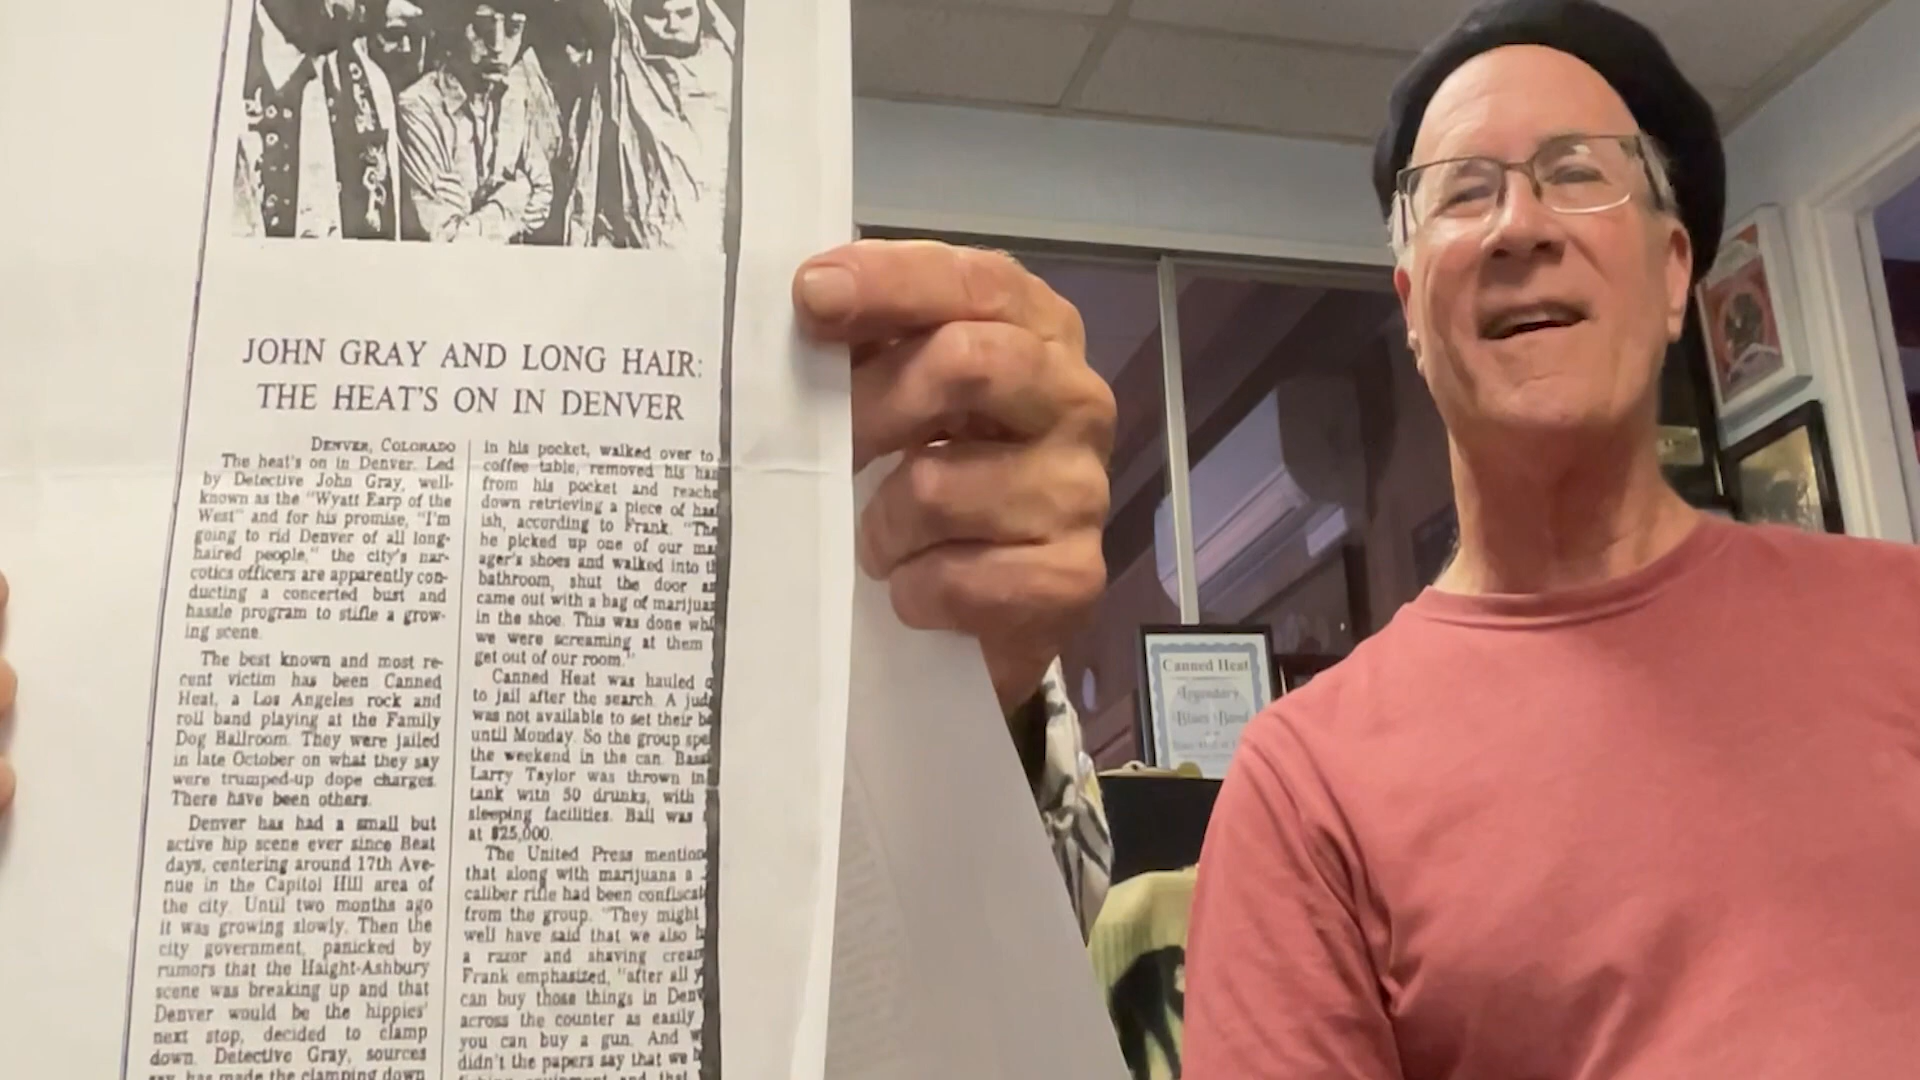 JOHN GRAY AND LONG HAIR:
THE HEAT'S ON IN DENVER
DENVER, COLORADO
The heat's on in Denver. Led
by Detective John Gray, well-
known as the "Wyatt Earp of the
West" and for his promise, "I'm
going to rid Denver of all long-
haired people," the city's nar-
cotics officers are apparently con-
ducting a concerted bust and
hassle program to stifle a grow-
ing scene.
The best known and most re-
cent victim has been Canned
Heat, a Los Angeles rock and
roll band playing at the Family
Dog Ballroom. They were jailed
in late October on what they say
were trumped-up dope charges.
There have been others.
Denver has had a small but
active hip scene ever since Beat
days, centering around 17th Ave-
nue in the Capitol Hill area of
the city. Until two months ago
it was growing slowly. Then the
city government, panicked by
rumors that the Haight-Ashbury
scene was breaking up and that
Denver would be the hippies'
next stop, decided to clamp
down. Detective Gray, sources
say, has made the clamping down
in his pocket, walked over to
coffee table, removed his
from his pocket and
down retrieving a piece of
ish, according to Frank.
he picked up one of our
ager's shoes and walked into
bathroom, shut the door
came out with a bag of
in the shoe. This was done
we were screaming at them
get out of our room."
Canned Heat was hauled
to jail after the search. A
was not available to set their
until Monday. So the group
the weekend in the can.
Larry Taylor was thrown in
tank with 50 drunks, with
sleeping facilities. Bail was
at $25,000.
The United Press
that along with marijuana a
caliber rifle had been
from the group. "They might
well have said that we also
a razor and shaving
Frank emphasized, "after all
can buy those things in
across the counter as easily
you can buy a gun. And
didn't the papers say that we
Canned Heat
Legendary
Blues Band